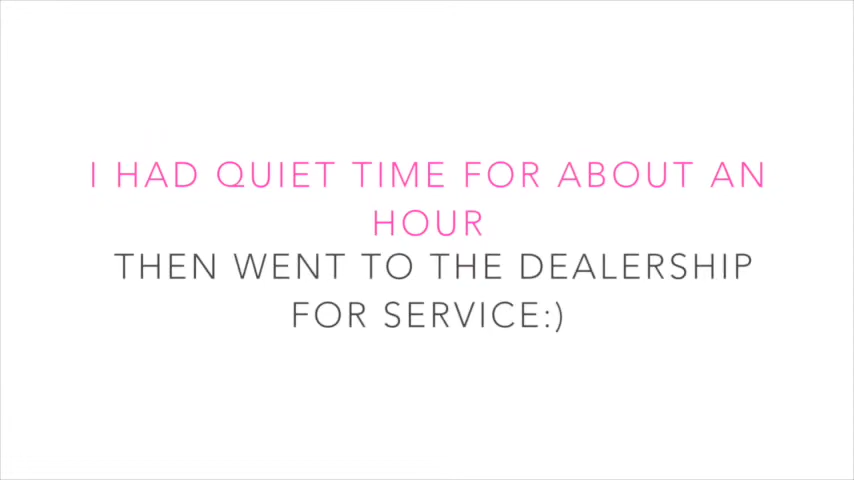 I HAD QUIET TIME FOR ABOUT AN
HOUR
THEN WENT TO THE DEALERSHIP
FOR SERVICE:)